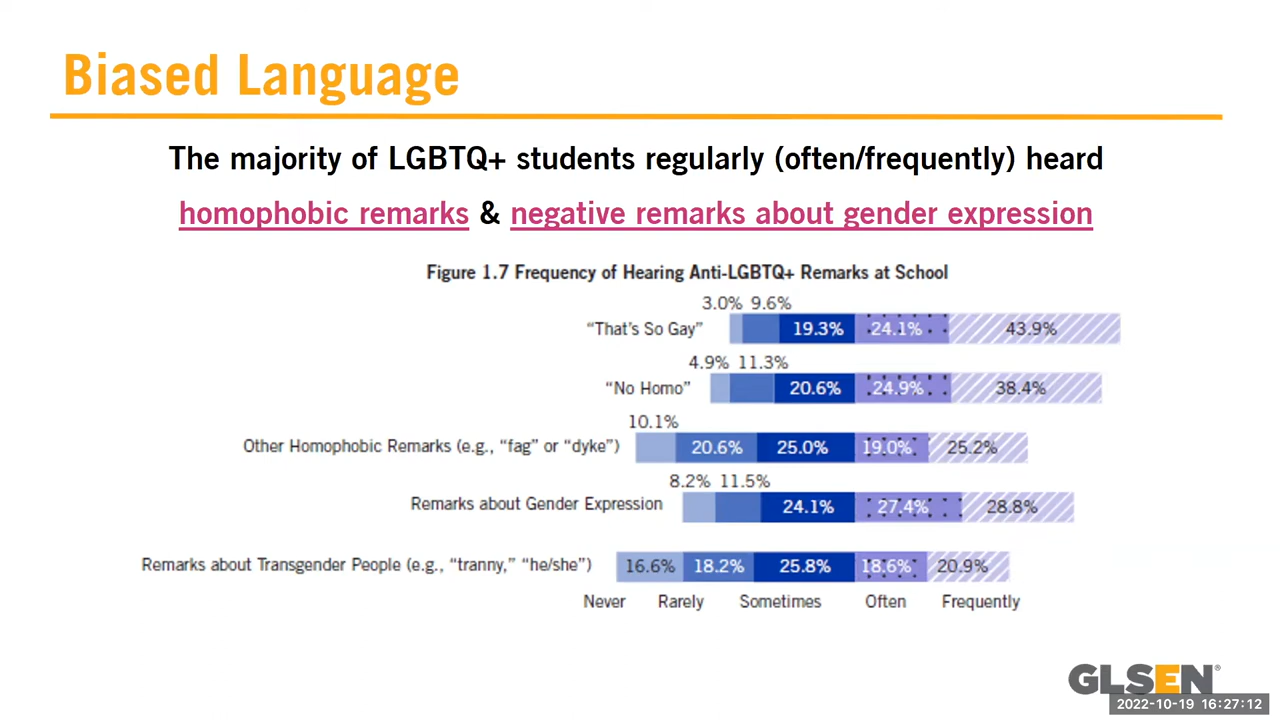 Biased Language
The majority of LGBTQ+ students regularly (often/frequently) heard
homophobic remarks & negative remarks about gender expression
Figure 1.7 Frequency of Hearing Anti-LGBTQ+ Remarks at School
3.0% 9.6%
“That’s So Gay” 19.3% 24.1% 43.9%
4.9% 11.3%
“No Homo” 20.6% 24.9% 38.4%
10.1%
Other Homophobic Remarks (e.g., “fag” or “dyke”) 20.6% 25.0% 19.0% 25.2%
8.2% 11.5%
Remarks about Gender Expression 24.1% 27.4% 28.8%
Remarks about Transgender People (e.g., “tranny,” “he/she”) 16.6% 18.2% 25.8% 18.6% 20.9%
Never Rarely Sometimes Often Frequently
GLSEN®
2022-10-19 16:27:12